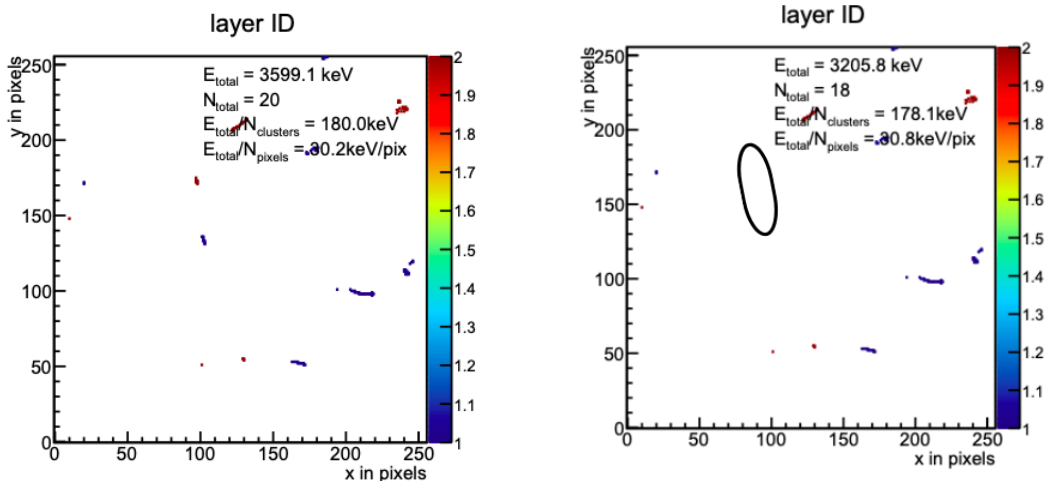 layer ID
y in pixels
E_total = 3599.1 keV
N_total = 20
E_total/N_clusters = 180.0keV
E_total/N_pixels = 30.2keV/pix
250
200
150
100
50
0
0 50 100 150 200 250
x in pixels
2
1.9
1.8
1.7
1.6
1.5
1.4
1.3
1.2
1.1
1
layer ID
y in pixels
E_total = 3205.8 keV
N_total = 18
E_total/N_clusters = 178.1keV
E_total/N_pixels = 30.8keV/pix
250
200
150
100
50
0
0 50 100 150 200 250
x in pixels
2
1.9
1.8
1.7
1.6
1.5
1.4
1.3
1.2
1.1
1